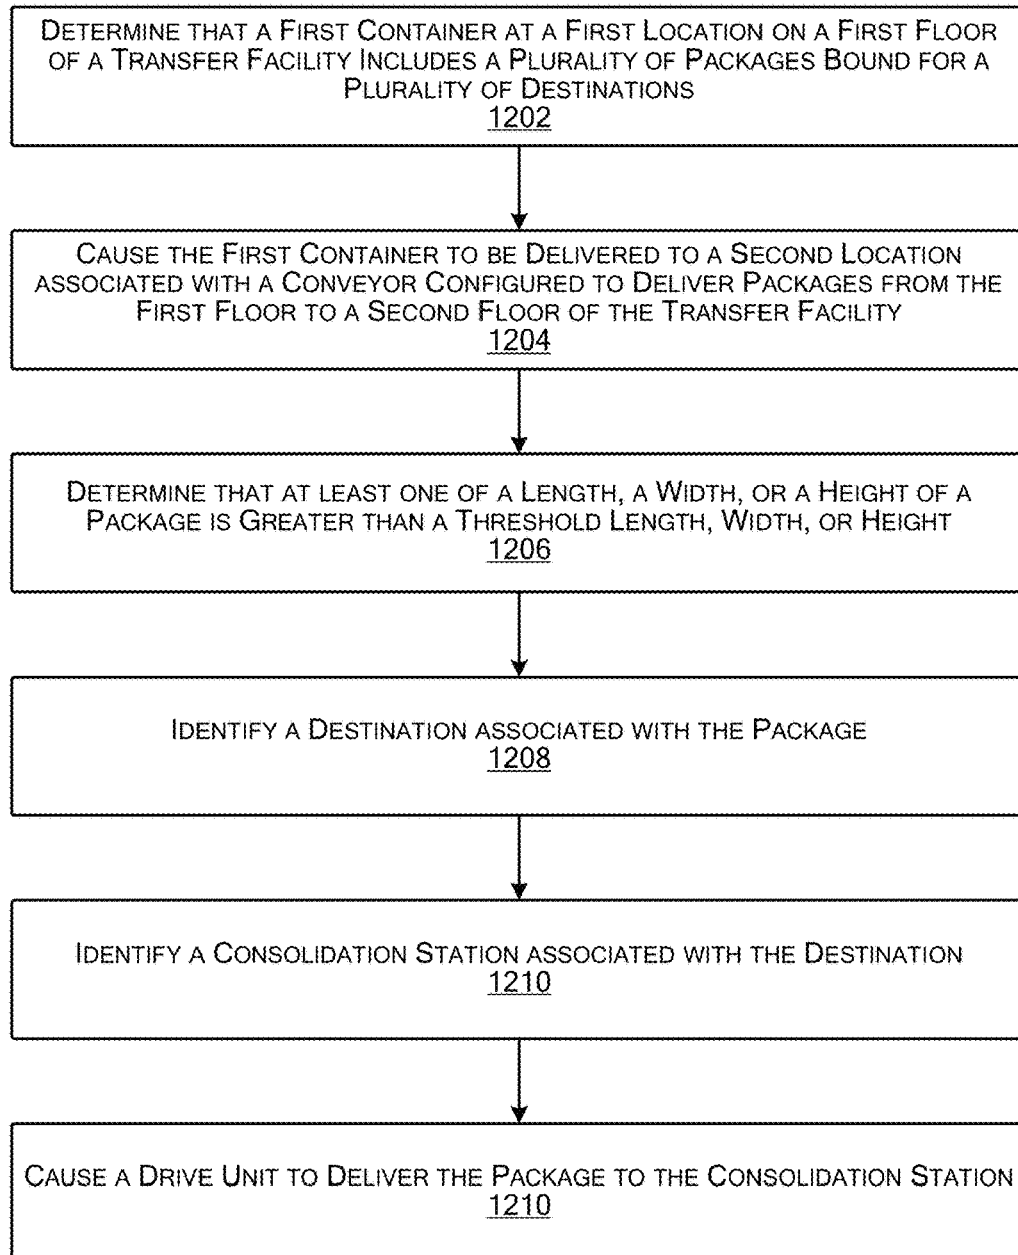 DETERMINE THAT A FIRST CONTAINER AT A FIRST LOCATION ON A FIRST FLOOR
OF A TRANSFER FACILITY INCLUDES A PLURALITY OF PACKAGES BOUND FOR A
PLURALITY OF DESTINATIONS
1202
CAUSE THE FIRST CONTAINER TO BE DELIVERED TO A SECOND LOCATION
ASSOCIATED WITH A CONVEYOR CONFIGURED TO DELIVER PACKAGES FROM THE
FIRST FLOOR TO A SECOND FLOOR OF THE TRANSFER FACILITY
1204
DETERMINE THAT AT LEAST ONE OF A LENGTH, A WIDTH, OR A HEIGHT OF A
PACKAGE IS GREATER THAN A THRESHOLD LENGTH, WIDTH, OR HEIGHT
1206
IDENTIFY A DESTINATION ASSOCIATED WITH THE PACKAGE
1208
IDENTIFY A CONSOLIDATION STATION ASSOCIATED WITH THE DESTINATION
1210
CAUSE A DRIVE UNIT TO DELIVER THE PACKAGE TO THE CONSOLIDATION STATION
1210